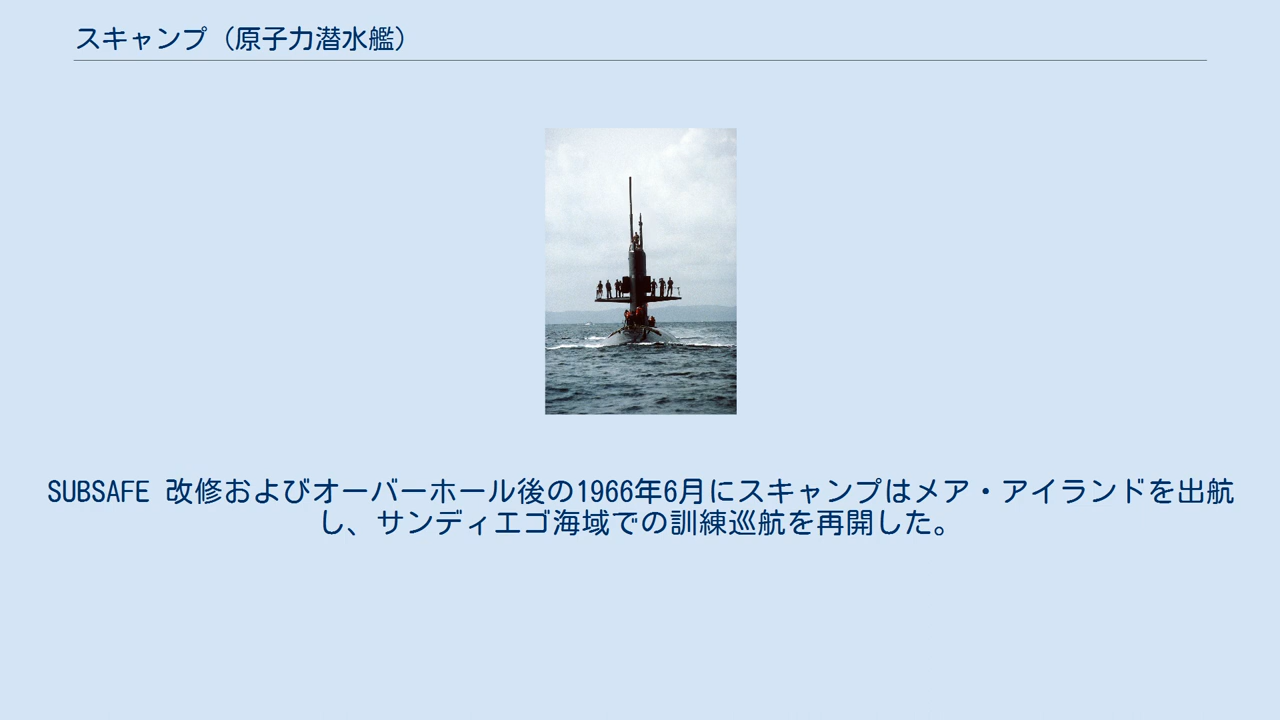 スキャンプ（原子力潜水艦）
SUBSAFE 改修およびオーバーホール後の1966年6月にスキャンプはメア・アイランドを出航
し、サンディエゴ海域での訓練巡航を再開した。